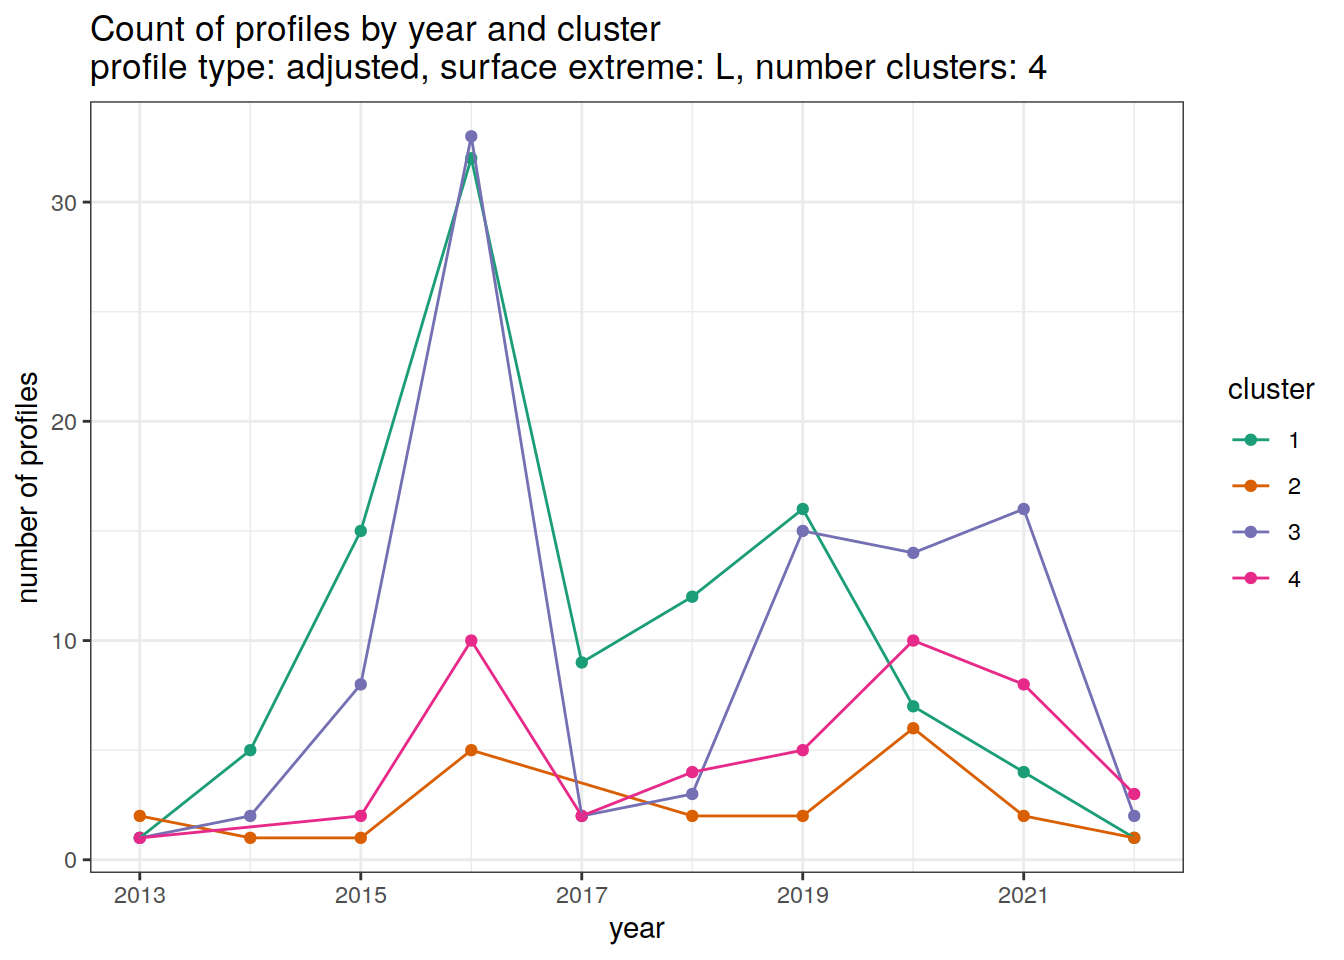 Count of profiles by year and cluster
profile type: adjusted, surface extreme: L, number clusters: 4
number of profiles
30
20
10
0
2013
2015
2017
2019
2021
year
cluster
1
2
3
4